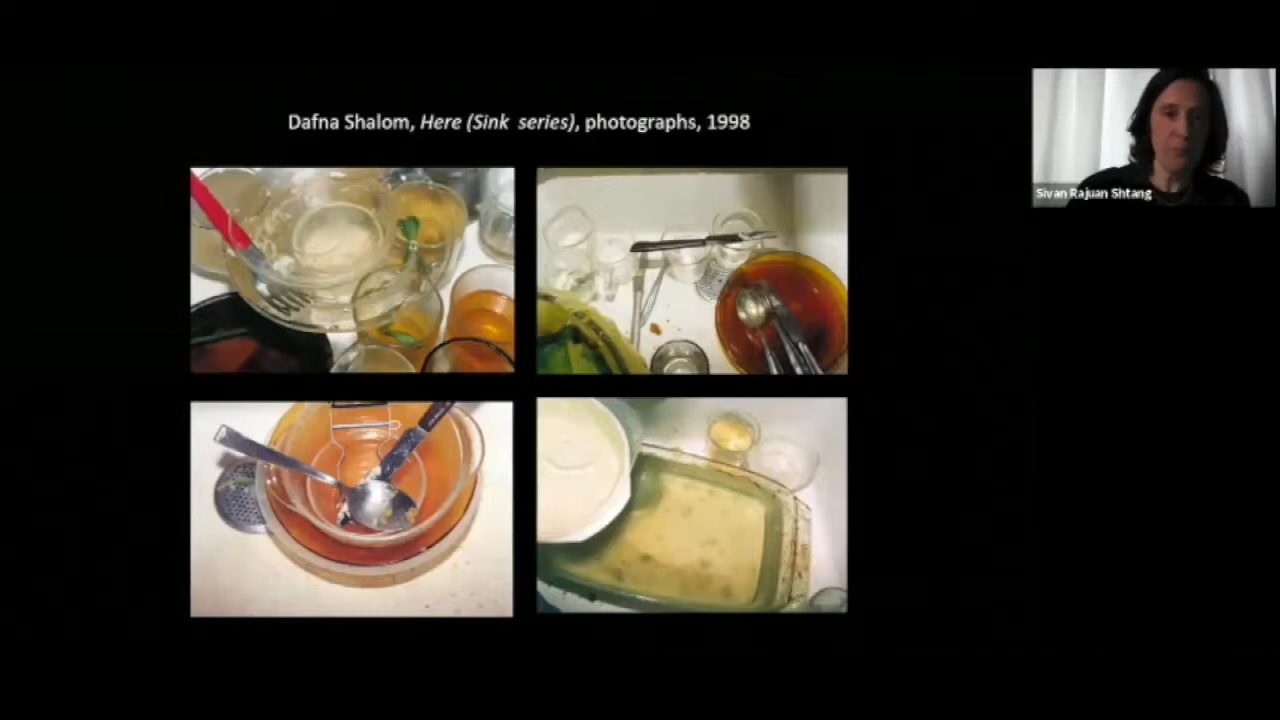 Dafna Shalom, Here (Sink series), photographs, 1998
Sivan Rajuan Shtang